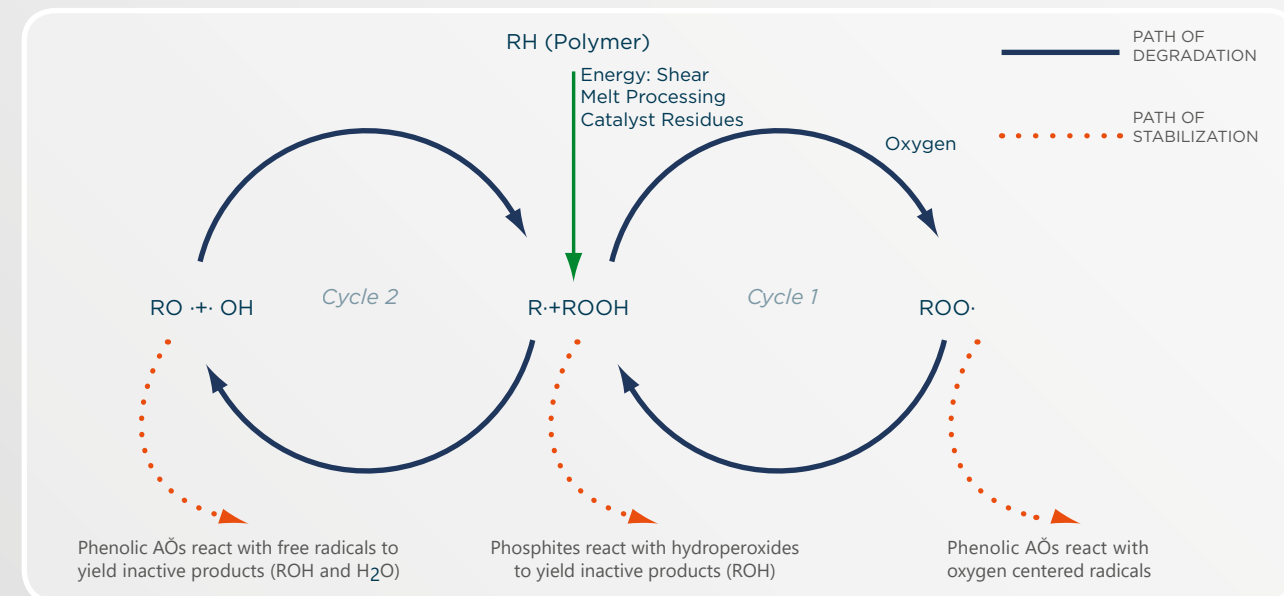 RH (Polymer)
Energy: Shear
Melt Processing
Catalyst Residues
Oxygen
PATH OF
DEGRADATION
PATH OF
STABILIZATION
Cycle 2
Cycle 1
RO ·+· OH
R·+ROOH
ROO·
Phenolic AǑs react with free radicals to
yield inactive products (ROH and H2O)
Phosphites react with hydroperoxides
to yield inactive products (ROH)
Phenolic AǑs react with
oxygen centered radicals